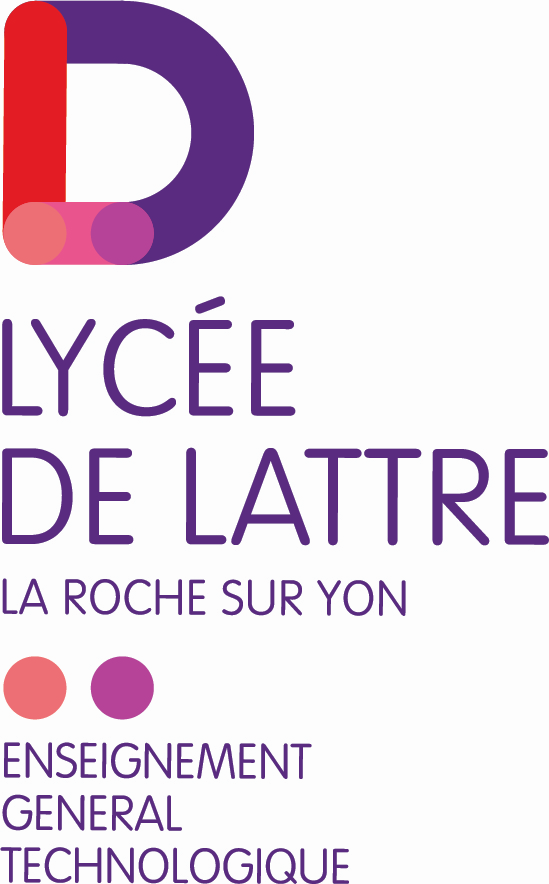 LYCÉE
DE LATTRE
LA ROCHE SUR YON
ENSEIGNEMENT
GENERAL
TECHNOLOGIQUE